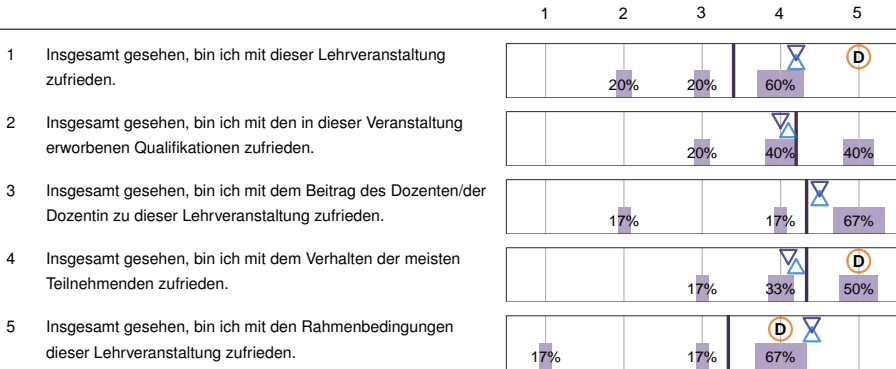 1 2 3 4 5
1 Insgesamt gesehen, bin ich mit dieser Lehrveranstaltung
zufrieden.
D
20% 20% 60%
2 Insgesamt gesehen, bin ich mit den in dieser Veranstaltung
erworbenen Qualifikationen zufrieden.
20% 40% 40%
3 Insgesamt gesehen, bin ich mit dem Beitrag des Dozenten/der
Dozentin zu dieser Lehrveranstaltung zufrieden.
17% 17% 67%
4 Insgesamt gesehen, bin ich mit dem Verhalten der meisten
Teilnehmenden zufrieden.
D
17% 33% 50%
5 Insgesamt gesehen, bin ich mit den Rahmenbedingungen
dieser Lehrveranstaltung zufrieden.
D
17% 17% 67%